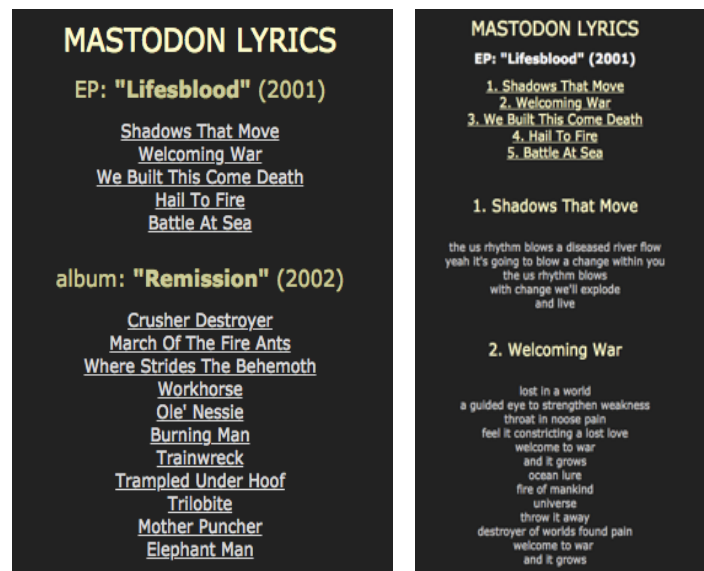 MASTODON LYRICS
EP: "Lifesblood" (2001)
Shadows That Move
Welcoming War
We Built This Come Death
Hail To Fire
Battle At Sea
album: "Remission" (2002)
Crusher Destroyer
March Of The Fire Ants
Where Strides The Behemoth
Workhorse
Ole' Nessie
Burning Man
Trainwreck
Trampled Under Hoof
Trilobite
Mother Puncher
Elephant Man
MASTODON LYRICS
EP: "Lifesblood" (2001)
1. Shadows That Move
2. Welcoming War
3. We Built This Come Death
4. Hail To Fire
5. Battle At Sea
1. Shadows That Move
the us rhythm blows a diseased river flow
yeah it's going to blow a change within you
the us rhythm blows
with change we'll explode
and live
2. Welcoming War
lost in a world
a guided eye to strengthen weakness
throat in noose pain
feel it constricting a lost love
welcome to war
and it grows
ocean lure
fire of mankind
universe
throw it away
destroyer of worlds found pain
welcome to war
and it grows